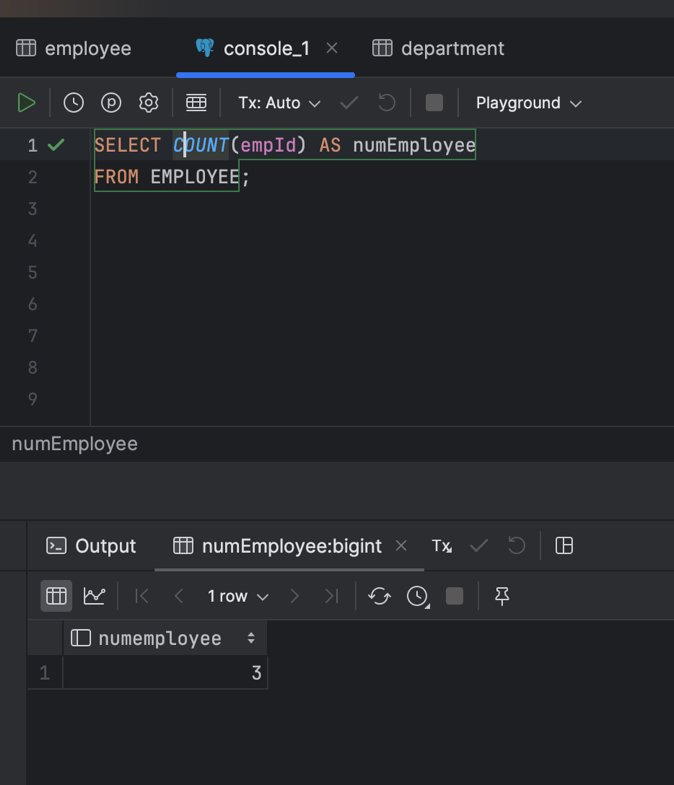 employee console_1 department
Tx: Auto Playground
1 SELECT COUNT(empId) AS numEmployee
2 FROM EMPLOYEE;
3
4
5
6
7
8
9
numEmployee
Output numEmployee:bigint Tx
1 row
numemployee
1 3